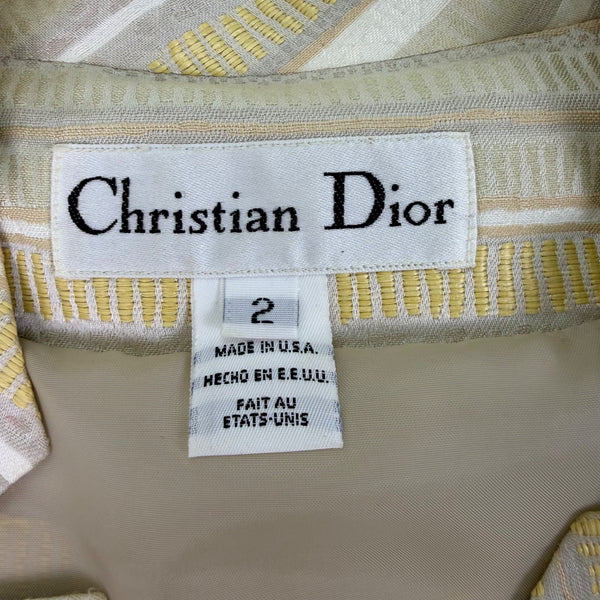 Christian Dior
2
MADE IN U.S.A.
HECHO EN E.E.U.U.
FAIT AU
ETATS-UNIS